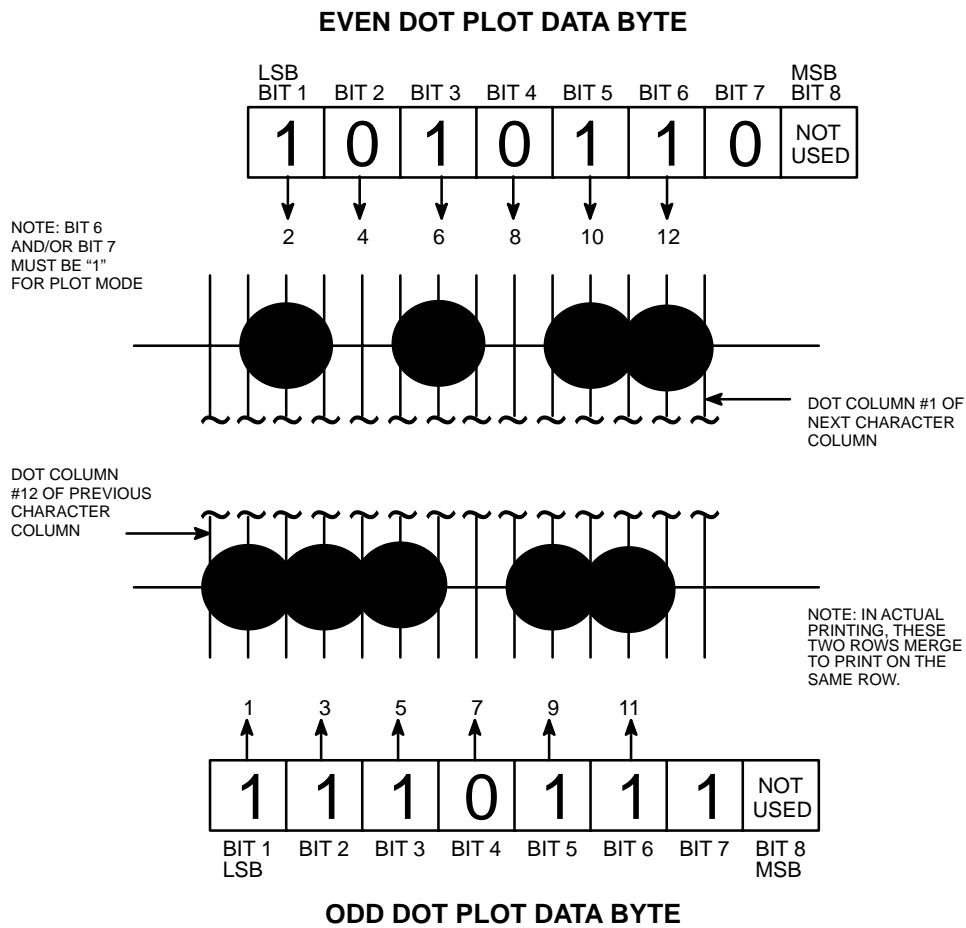 EVEN DOT PLOT DATA BYTE
LSB
MSB
BIT 1 BIT 2 BIT 3 BIT 4 BIT 5 BIT 6 BIT 7 BIT 8
1 0 1 0 1 1 0 NOT
USED
2 4 6 8 10 12
NOTE: BIT 6
AND/OR BIT 7
MUST BE “1”
FOR PLOT MODE
DOT COLUMN #1 OF
NEXT CHARACTER
COLUMN
DOT COLUMN
#12 OF PREVIOUS
CHARACTER
COLUMN
NOTE: IN ACTUAL
PRINTING, THESE
TWO ROWS MERGE
TO PRINT ON THE
SAME ROW.
1 3 5 7 9 11
1 1 1 0 1 1 1 NOT
USED
BIT 1 BIT 2 BIT 3 BIT 4 BIT 5 BIT 6 BIT 7 BIT 8
LSB
MSB
ODD DOT PLOT DATA BYTE